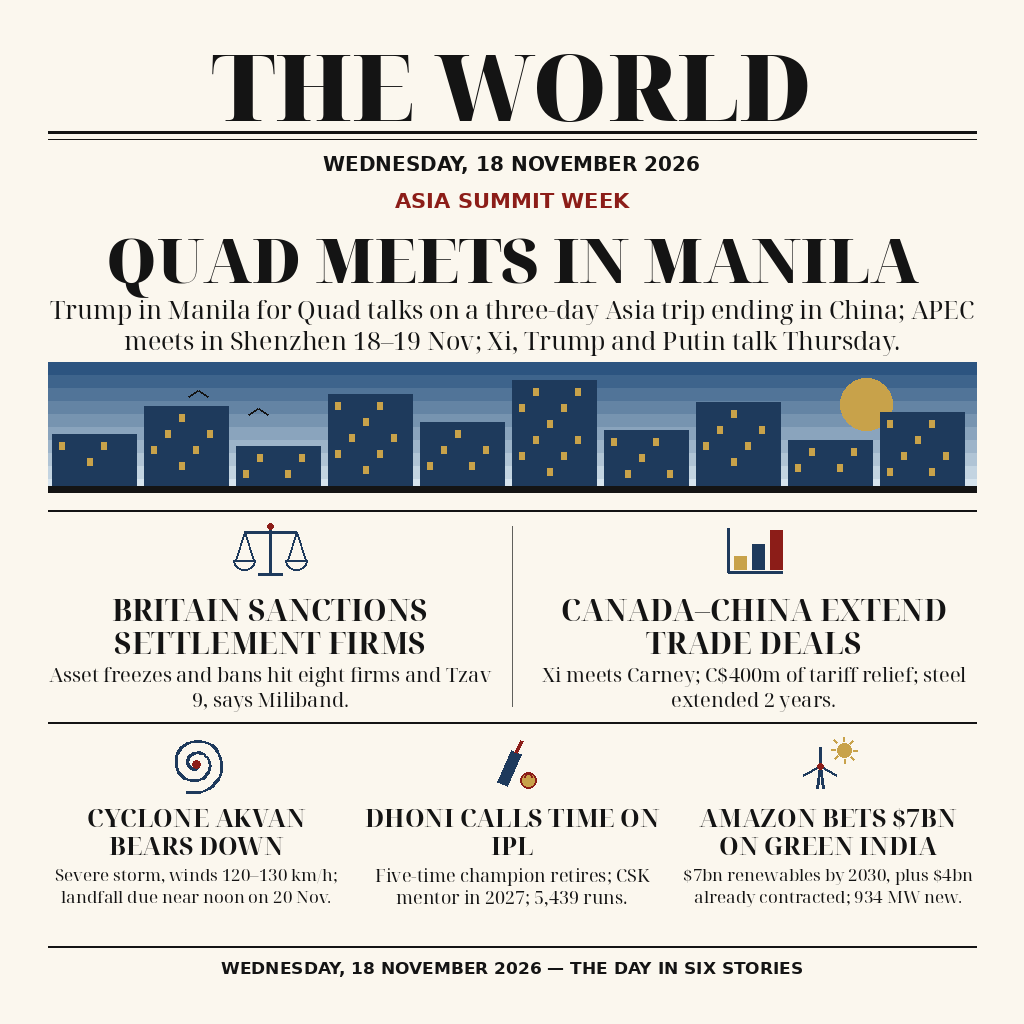 THE WORLD
WEDNESDAY, 18 NOVEMBER 2026
ASIA SUMMIT WEEK
QUAD MEETS IN MANILA
Trump in Manila for Quad talks on a three-day Asia trip ending in China; APEC
meets in Shenzhen 18–19 Nov; Xi, Trump and Putin talk Thursday.
BRITAIN SANCTIONS
SETTLEMENT FIRMS
Asset freezes and bans hit eight firms and Tzav
9, says Miliband.
CANADA–CHINA EXTEND
TRADE DEALS
Xi meets Carney; C$400m of tariff relief; steel
extended 2 years.
CYCLONE AKVAN
BEARS DOWN
Severe storm, winds 120–130 km/h;
landfall due near noon on 20 Nov.
DHONI CALLS TIME ON
IPL
Five-time champion retires; CSK
mentor in 2027; 5,439 runs.
AMAZON BETS $7BN
ON GREEN INDIA
$7bn renewables by 2030, plus $4bn
already contracted; 934 MW new.
WEDNESDAY, 18 NOVEMBER 2026 — THE DAY IN SIX STORIES